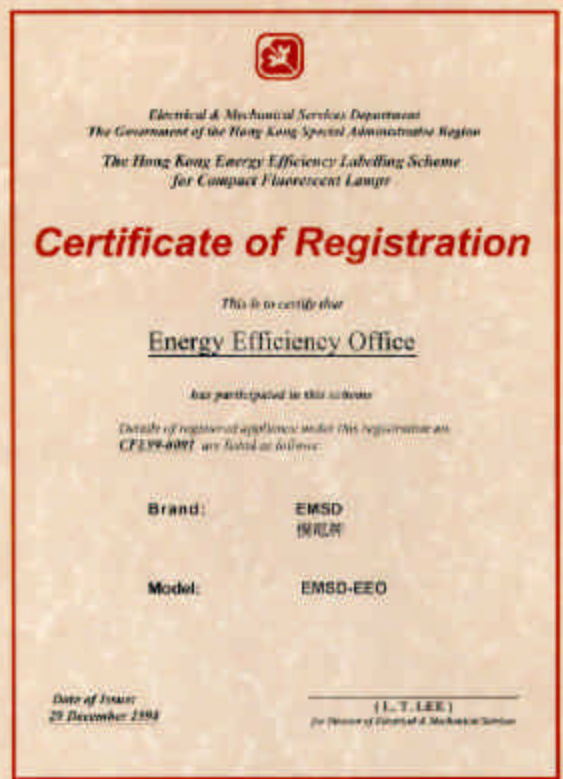 Electrical & Mechanical Services Department
The Government of the Hong Kong Special Administrative Region
The Hong Kong Energy Efficiency Labelling Scheme
for Compact Fluorescent Lamps
Certificate of Registration
This is to certify that
Energy Efficiency Office
has participated in this scheme
Details of registered appliance under this registration no.
are listed as follows:
Brand: EMSD
Model: EMSD-EEO
Date of Issue:
December
( L. T. LEE )
for Director of Electrical & Mechanical Services